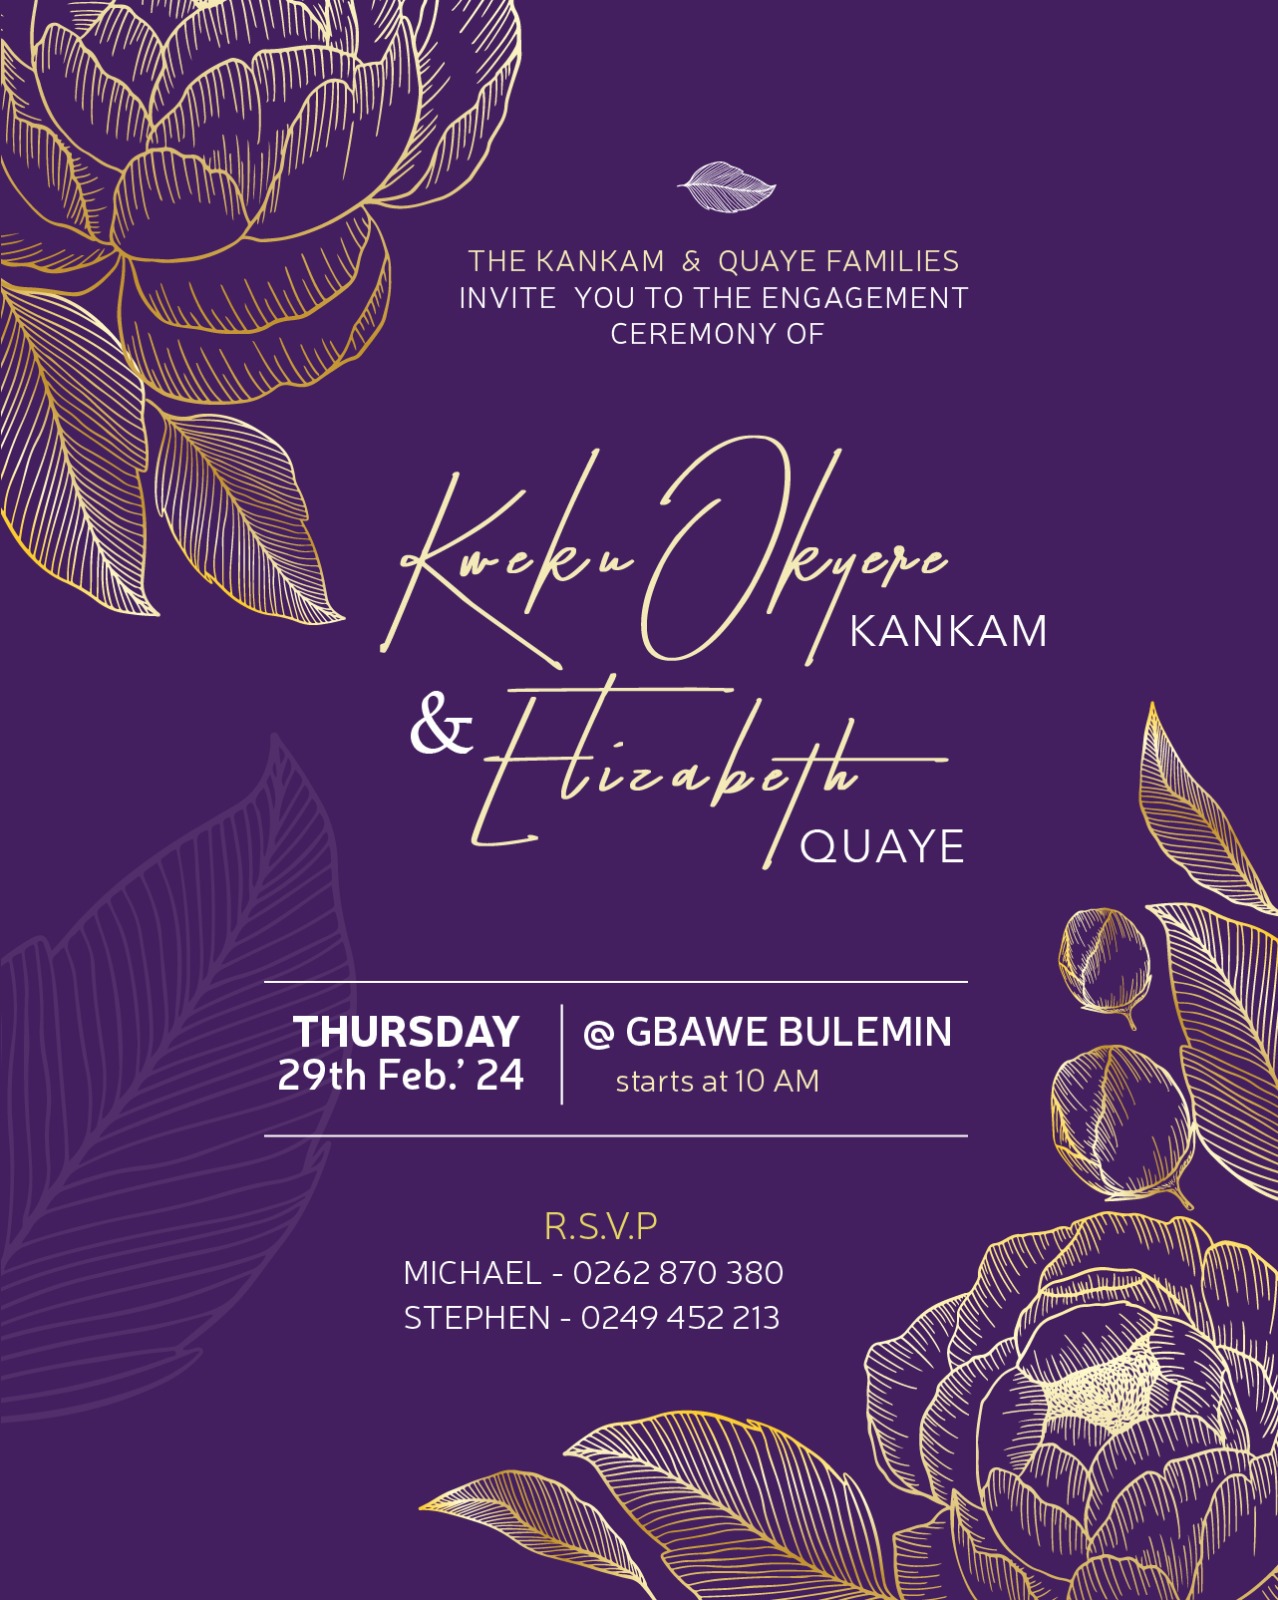 THE KANKAM & QUAYE FAMILIES
INVITE YOU TO THE ENGAGEMENT
CEREMONY OF
Kweku Okyere
KANKAM
& Elizabeth
QUAYE
THURSDAY
29th Feb.’ 24
@ GBAWE BULEMIN
starts at 10 AM
R.S.V.P
MICHAEL - 0262 870 380
STEPHEN - 0249 452 213